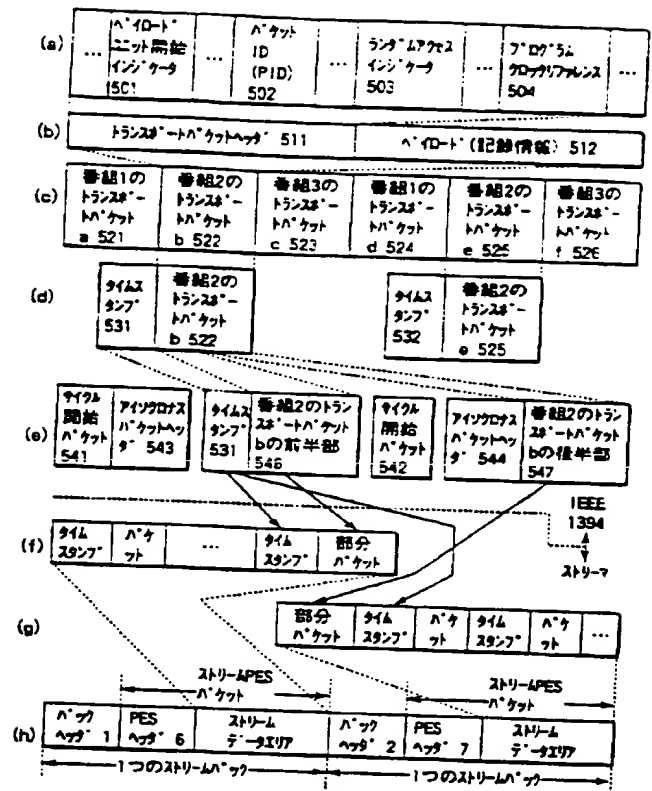 (a)
...
ペイロード
ユニット開始
インジケータ
501
...
パケット
ID
(PID)
502
...
ランダムアクセス
インジケータ
503
...
プログラム
クロックリファレンス
504
...
(b)
トランスポートパケットヘッダ 511
ペイロード(記録情報) 512
(c)
番組1の
トランスポー
トパケット
a 521
番組2の
トランスポー
トパケット
b 522
番組3の
トランスポー
トパケット
c 523
番組1の
トランスポー
トパケット
d 524
番組2の
トランスポー
トパケット
e 525
番組3の
トランスポー
トパケット
f 526
(d)
タイムス
タンプ
531
番組2の
トランスポー
トパケット
b 522
タイムス
タンプ
532
番組2の
トランスポー
トパケット
e 525
(e)
サイクル
開始
パケット
541
アイソクロナス
パケットヘッ
ダ 543
タイムス
タンプ
531
番組2のトラン
スポートパケット
bの前半部
546
サイクル
開始
パケット
542
アイソクロナス
パケットヘッ
ダ 544
番組2のトラン
スポートパケット
bの後半部
547
IEEE
1394
ストリーマ
(f)
タイム
スタンプ
パケ
ット
...
タイム
スタンプ
部分
パケット
(g)
部分
パケット
タイム
スタンプ
パケ
ット
タイム
スタンプ
パケ
ット
...
ストリームPES
パケット
ストリームPES
パケット
(h)
パック
ヘッダ 1
PES
ヘッダ 6
ストリーム
データエリア
パック
ヘッダ 2
PES
ヘッダ 7
ストリーム
データエリア
1つのストリームパック
1つのストリームパック